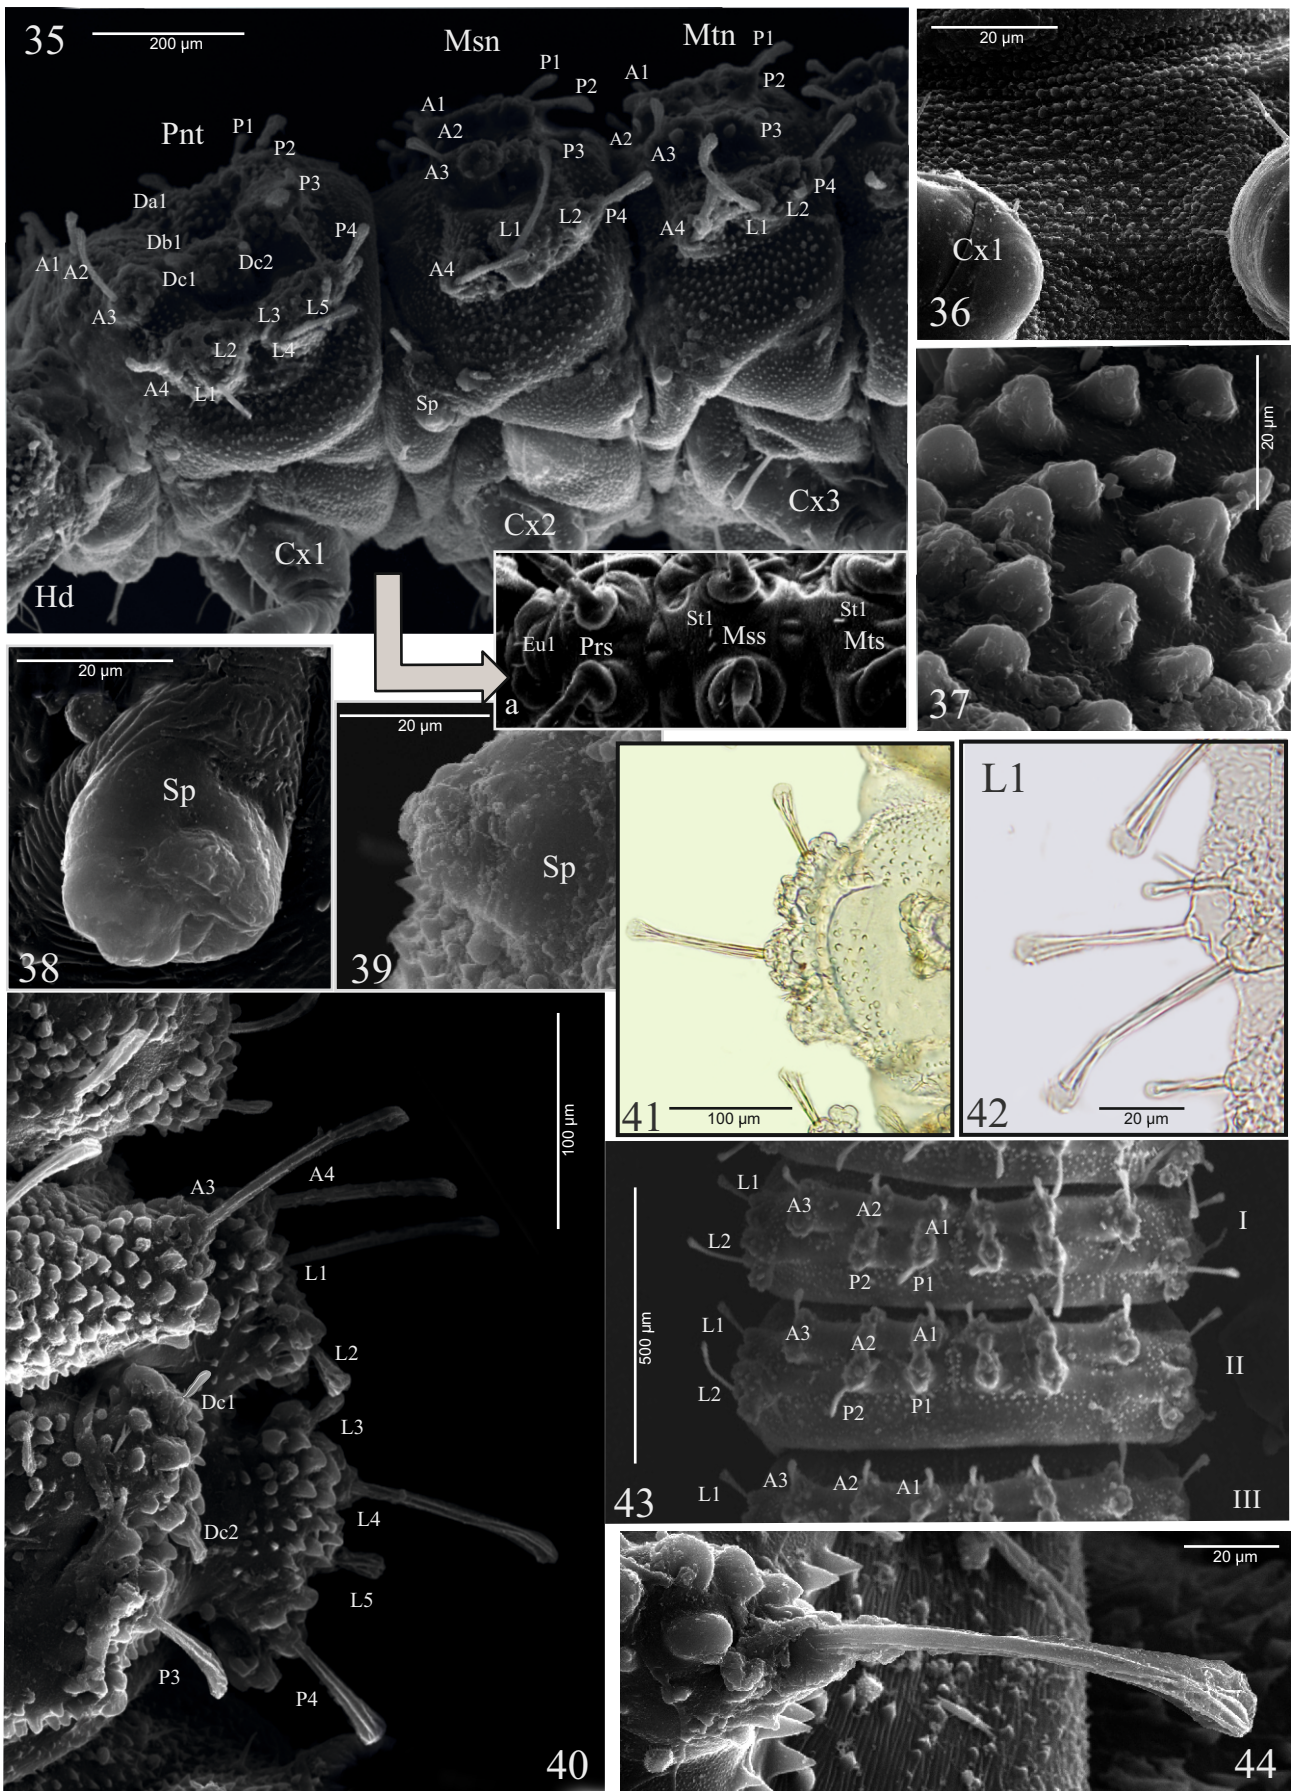 35
200 µm
Msn
Mtn
Pnt
P1
P2
P3
P4
Da1
Db1
Dc1
Dc2
A1
A2
A3
A4
L1
L2
L3
L4
L5
A1
A2
A3
A4
P1
P2
P3
P4
L1
L2
Sp
A1
A2
A3
A4
P1
P2
P3
P4
L1
L2
Hd
Cx1
Cx2
Cx3
a
Eu1
Prs
St1
Mss
St1
Mts
20 µm
Cx1
36
20 µm
37
20 µm
Sp
38
20 µm
Sp
39
41
100 µm
L1
42
20 µm
100 µm
A3
A4
L1
L2
Dc1
L3
L4
Dc2
L5
P3
P4
40
500 µm
L1
A3
A2
A1
I
L2
P2
P1
L1
A3
A2
A1
II
L2
P2
P1
L1
A3
A2
A1
III
43
20 µm
44